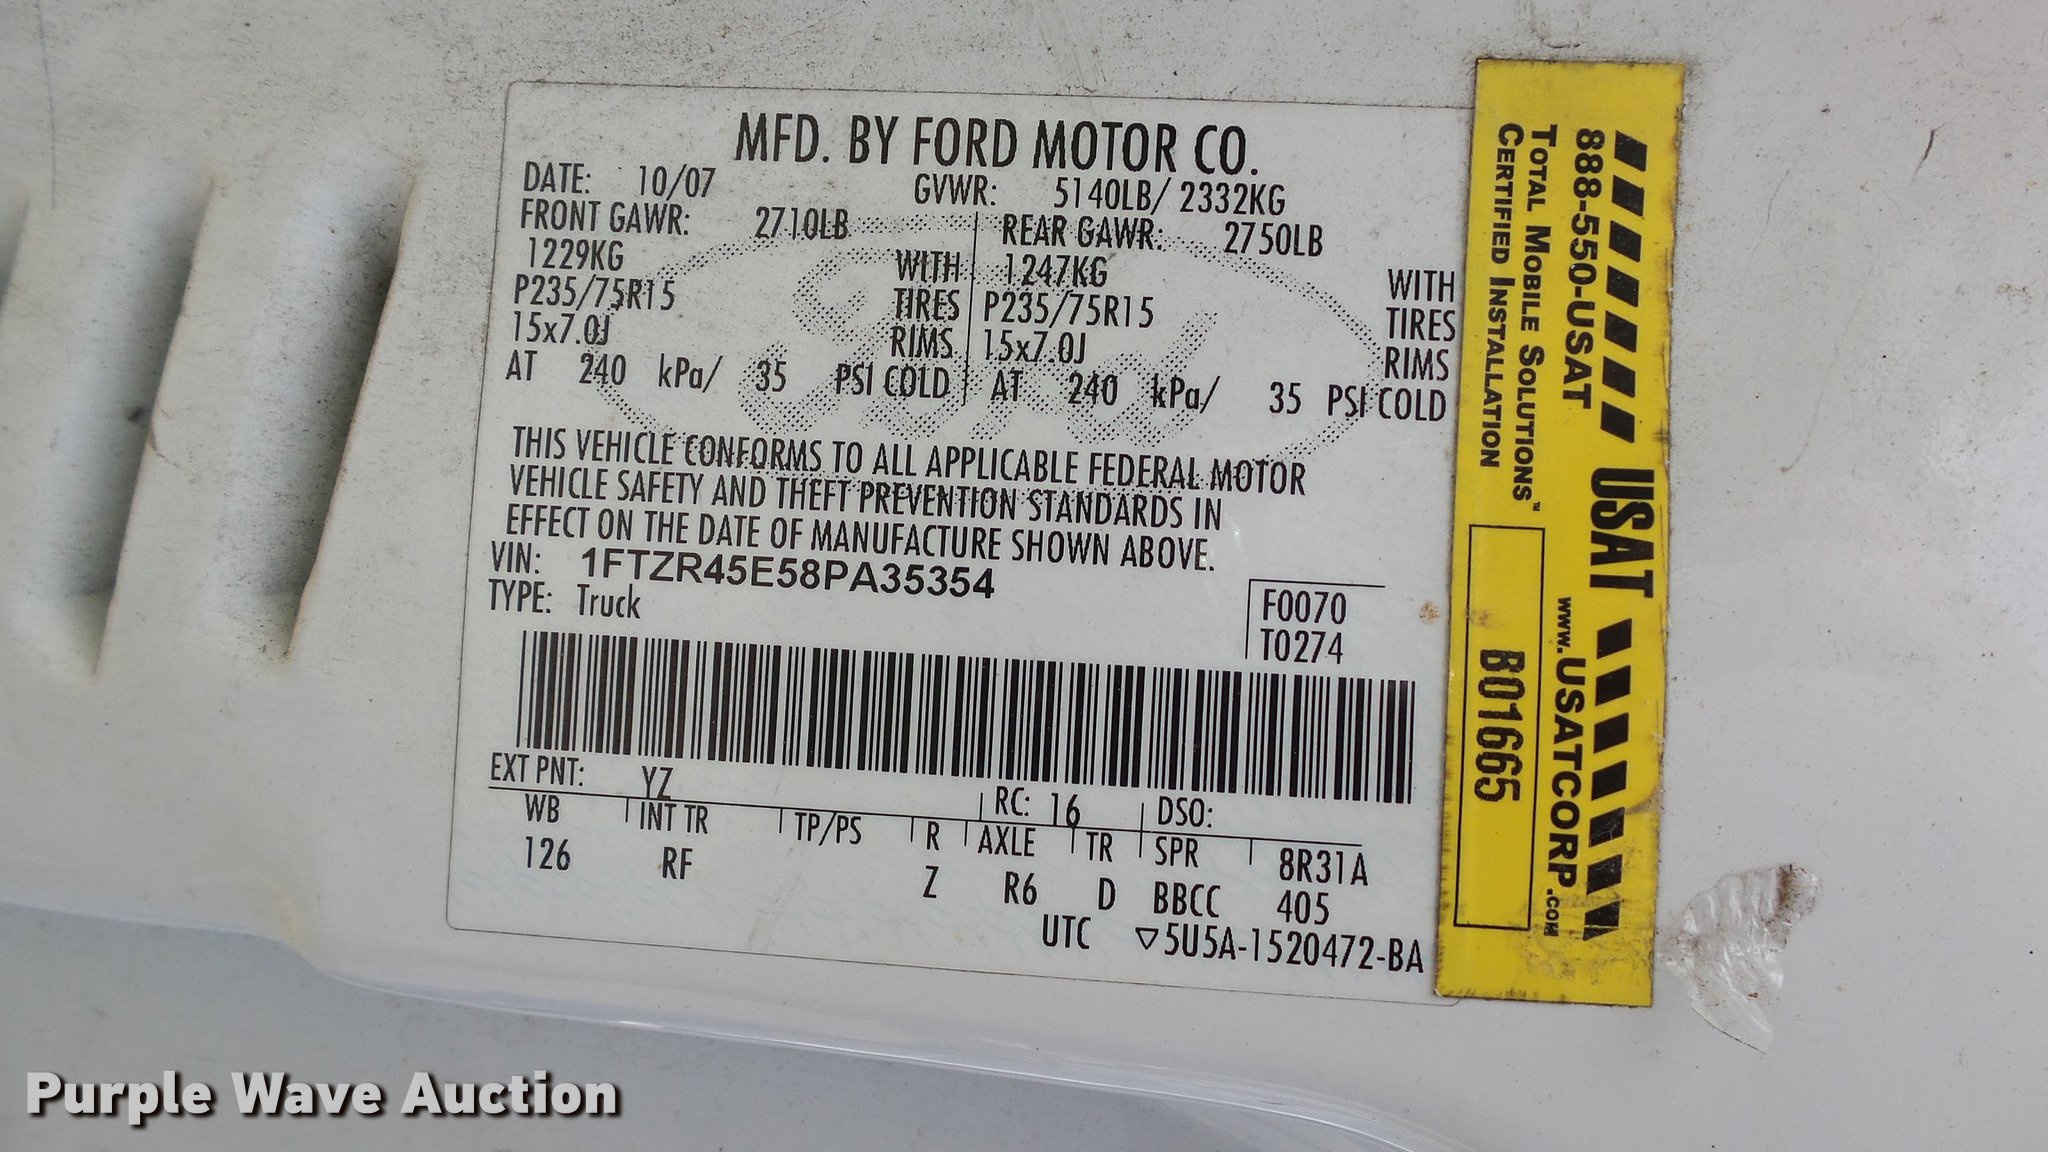 MFD. BY FORD MOTOR CO.
DATE: 10/07 GVWR: 5140LB/ 2332KG
FRONT GAWR: 2710LB REAR GAWR: 2750LB
1229KG WITH 1247KG WITH
P235/75R15 TIRES P235/75R15 TIRES
15x7.0J RIMS 15x7.0J RIMS
AT 240 kPa/ 35 PSI COLD AT 240 kPa/ 35 PSI COLD
THIS VEHICLE CONFORMS TO ALL APPLICABLE FEDERAL MOTOR
VEHICLE SAFETY AND THEFT PREVENTION STANDARDS IN
EFFECT ON THE DATE OF MANUFACTURE SHOWN ABOVE.
VIN: 1FTZR45E58PA35354
TYPE: Truck
F0070
T0274
EXT PNT: YZ RC: 16 DSO:
WB INT TR TP/PS R AXLE TR SPR 8R31A
126 RF Z R6 D BBCC 405
UTC ▽5U5A-1520472-BA
Ford
USAT
888-550-USAT
TOTAL MOBILE SOLUTIONS™
CERTIFIED INSTALLATION
www.USATCORP.com
B01665
Purple Wave Auction